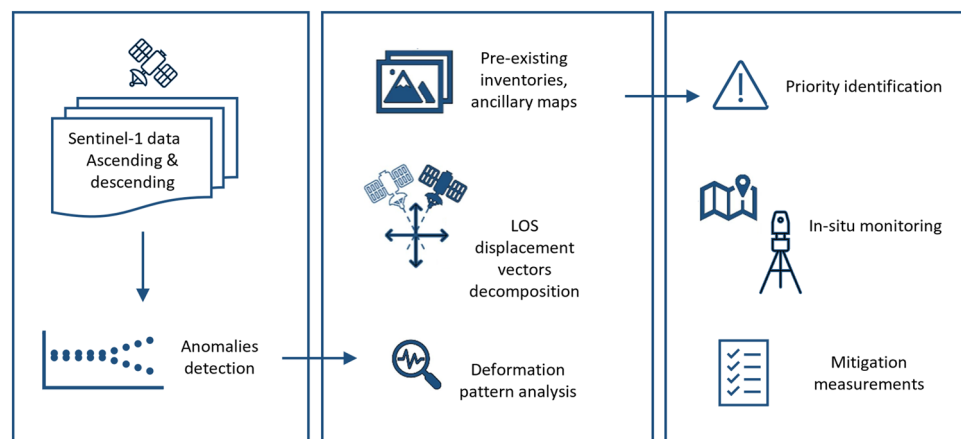 Sentinel-1 data
Ascending &
descending
Anomalies
detection
Pre-existing
inventories,
ancillary maps
LOS
displacement
vectors
decomposition
Deformation
pattern analysis
Priority identification
In-situ monitoring
Mitigation
measurements